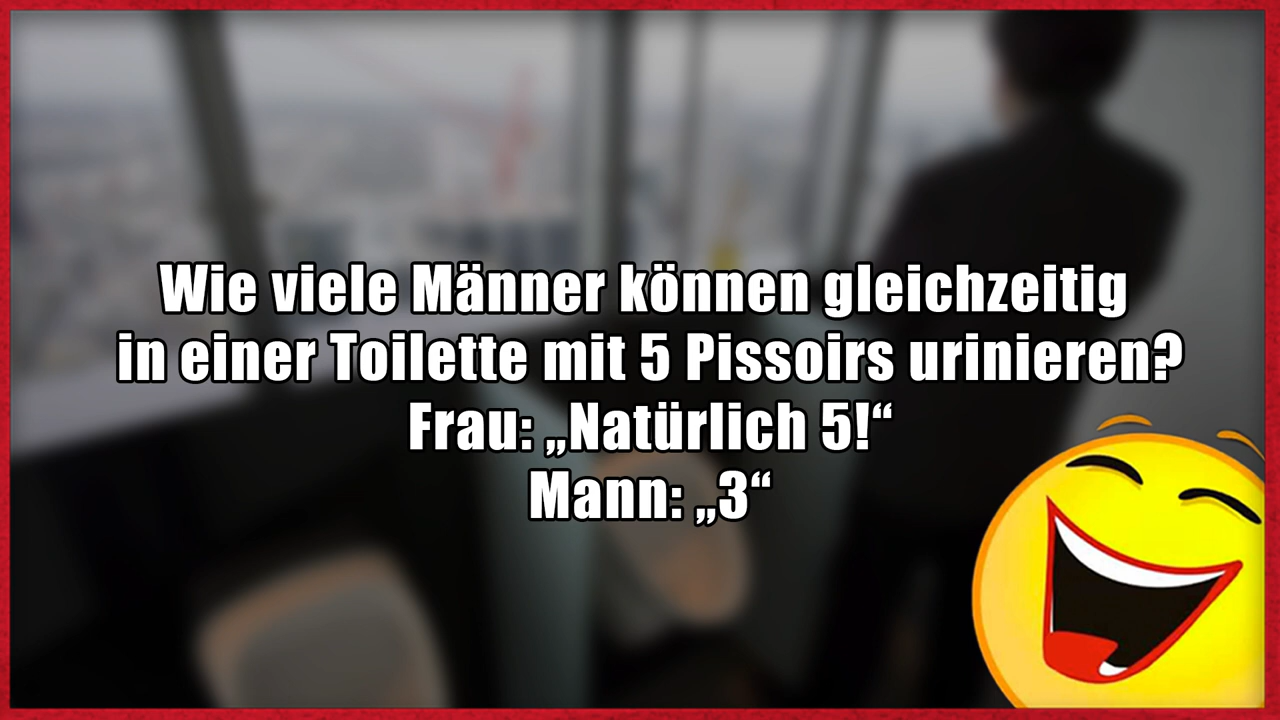 Wie viele Männer können gleichzeitig
in einer Toilette mit 5 Pissoirs urinieren?
Frau: „Natürlich 5!“
Mann: „3“